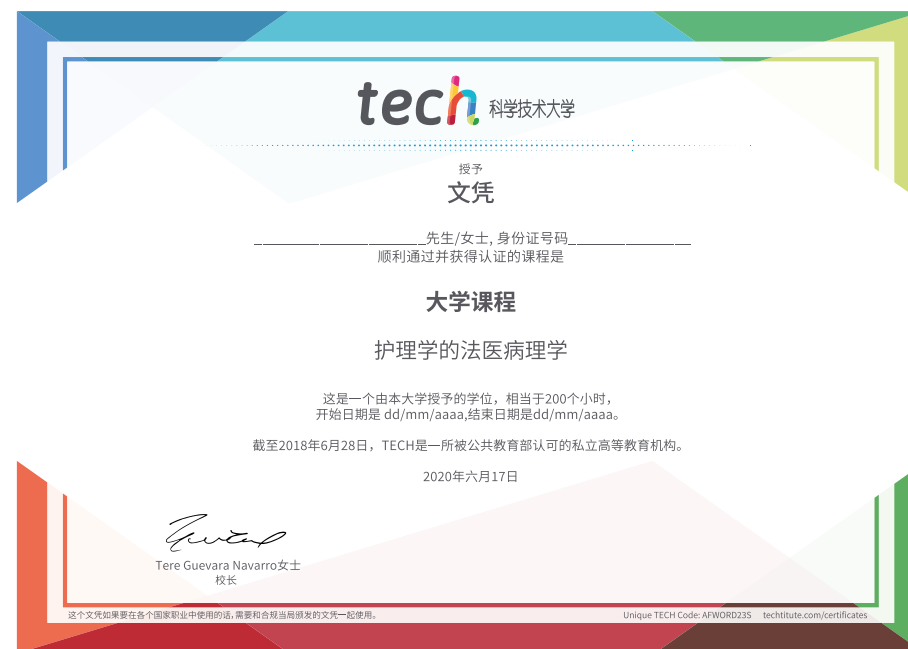 tech 科学技术大学
授予
文凭
_______________________先生/女士, 身份证号码_________________
顺利通过并获得认证的课程是
大学课程
护理学的法医病理学
这是一个由本大学授予的学位，相当于200个小时，
开始日期是 dd/mm/aaaa,结束日期是dd/mm/aaaa。
截至2018年6月28日，TECH是一所被公共教育部认可的私立高等教育机构。
2020年六月17日
Tere Guevara Navarro女士
校长
这个文凭如果要在各个国家职业中使用的话,需要和合规当局颁发的文凭一起使用。
Unique TECH Code: AFWORD23S techtitute.com/certificates